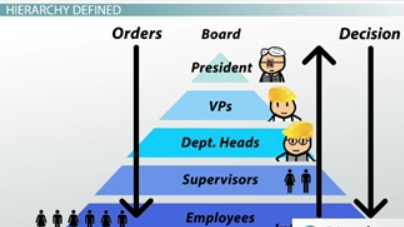 HIERARCHY DEFINED
Orders
Board
Decision
President
VPs
Dept. Heads
Supervisors
Employees